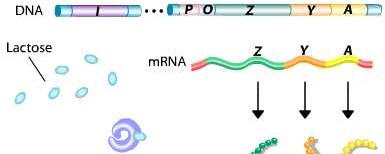 DNA I ••• P O Z Y A
Lactose
mRNA Z Y A